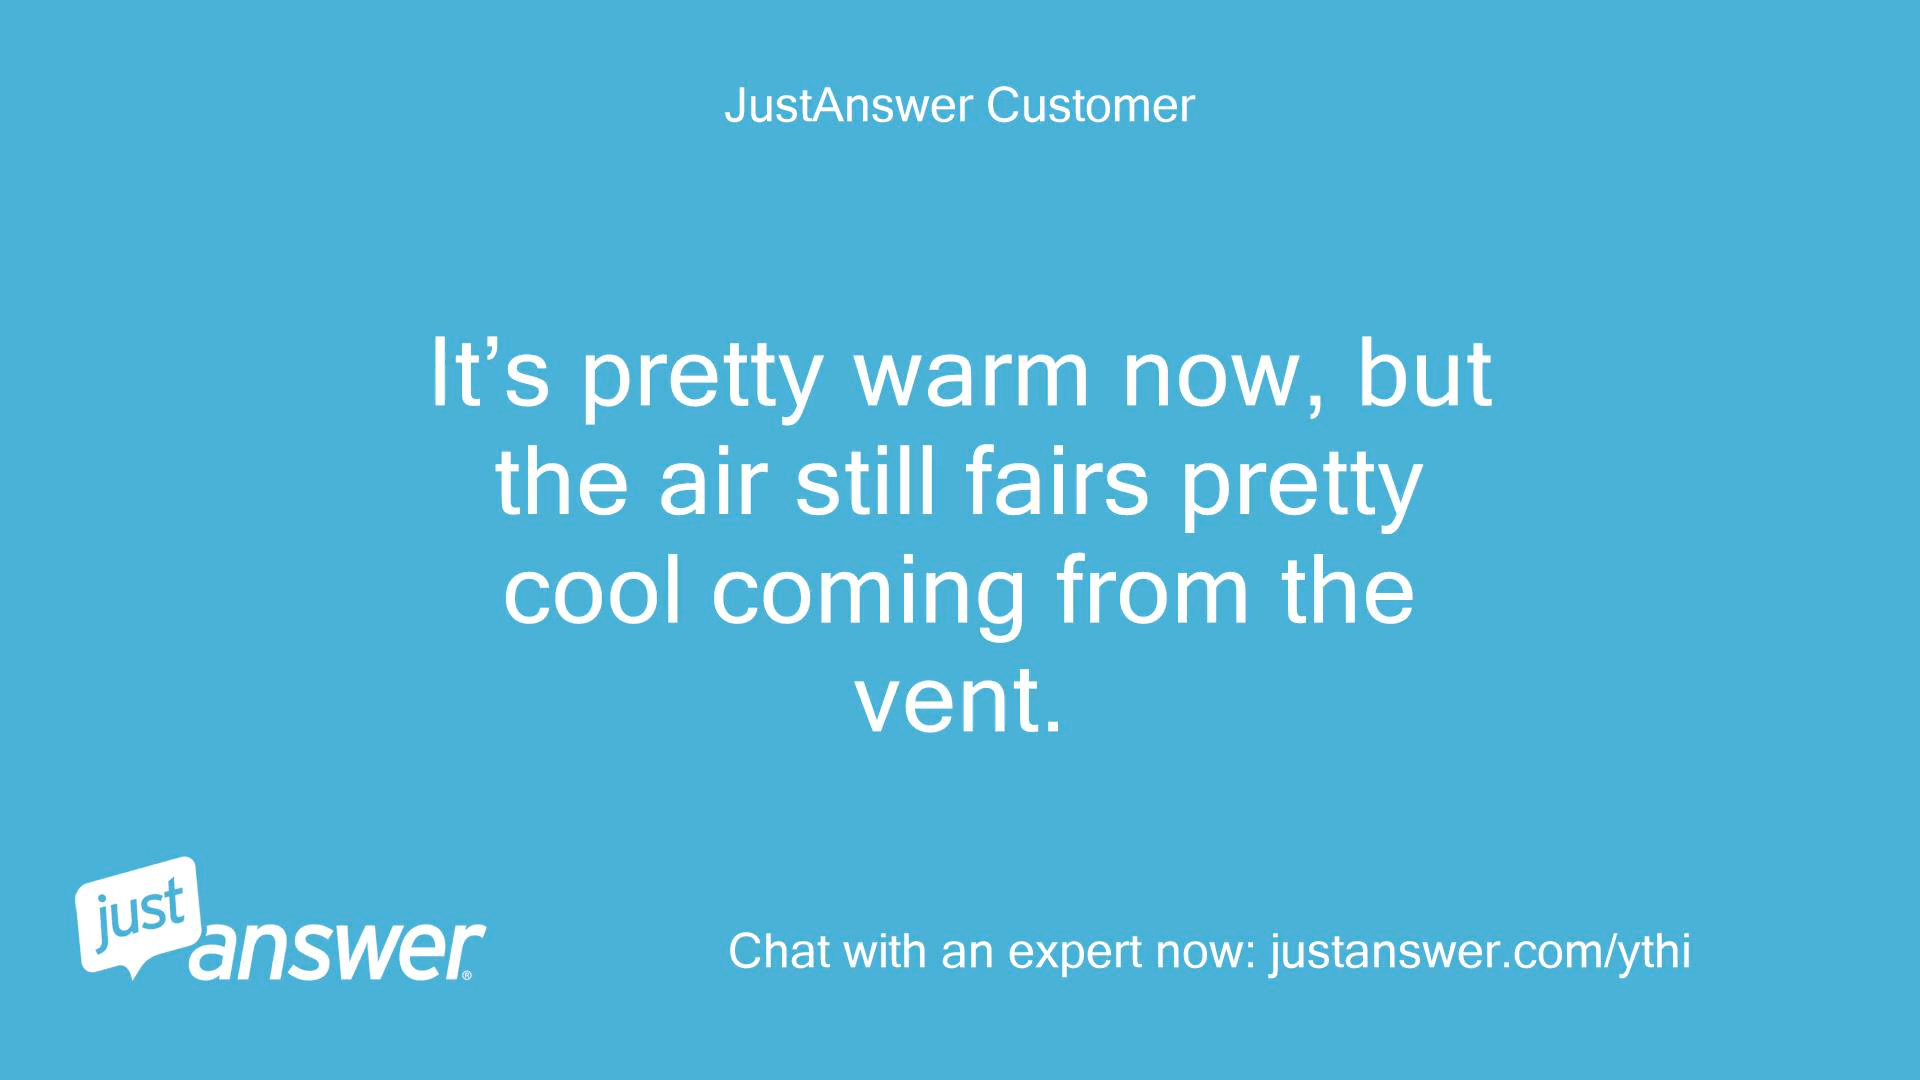 JustAnswer Customer
It’s pretty warm now, but
the air still fairs pretty
cool coming from the
vent.
just
answer®
Chat with an expert now: justanswer.com/ythi